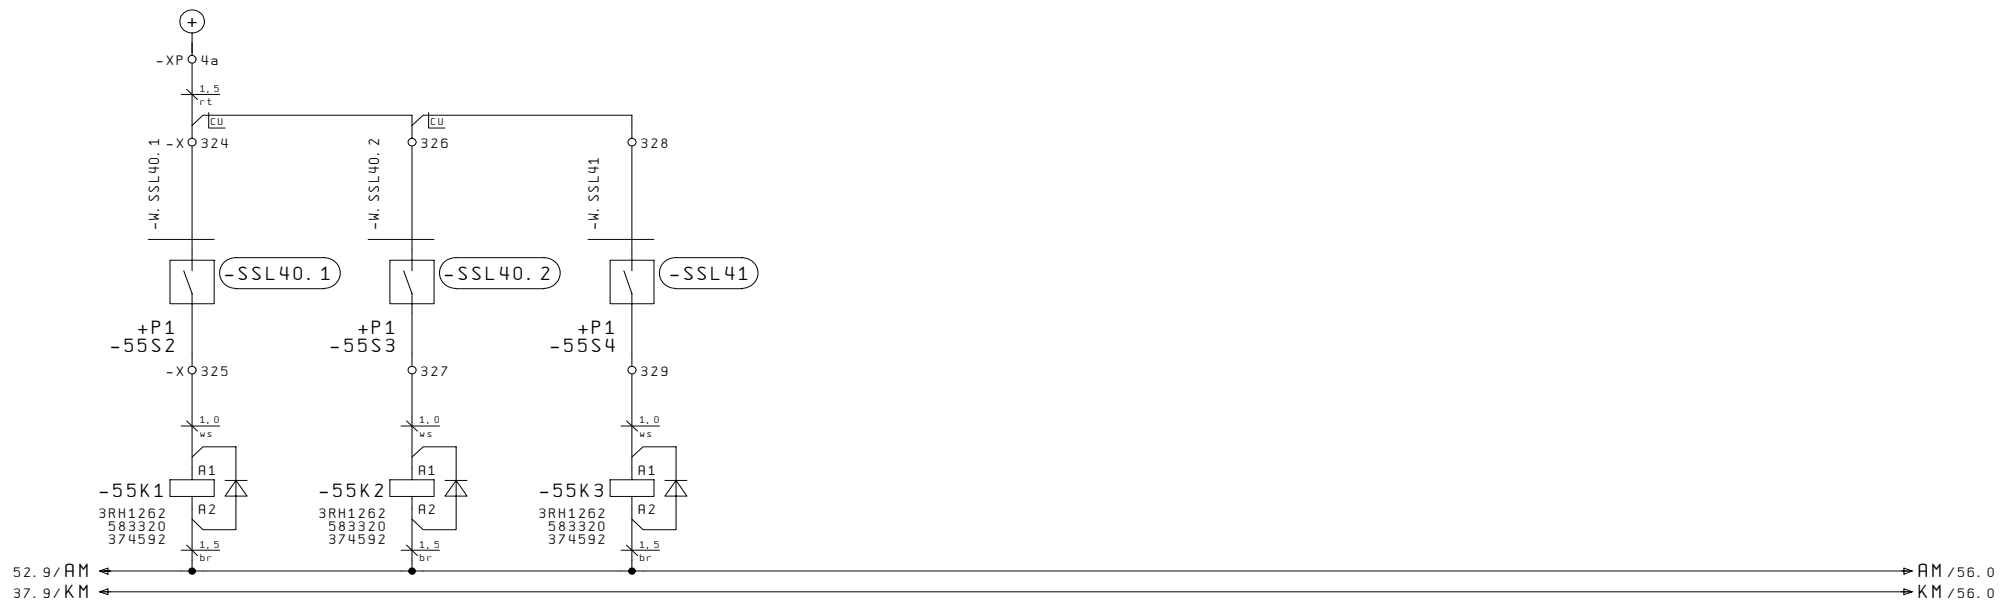 +
-XP 4a
1,5
rt
CU CU
-X 324 326 328
-W.SSL40.1 -W.SSL40.2 -W.SSL41
-SSL40.1 -SSL40.2 -SSL41
+P1 +P1 +P1
-55S2 -55S3 -55S4
-X 325 327 329
1,0 1,0 1,0
ws ws ws
A1 A1 A1
-55K1 -55K2 -55K3
3RH1262 A2 3RH1262 A2 3RH1262 A2
583320 583320 583320
374592 374592 374592
1,5 1,5 1,5
br br br
52.9/AM AM/56.0
37.9/KM KM/56.0